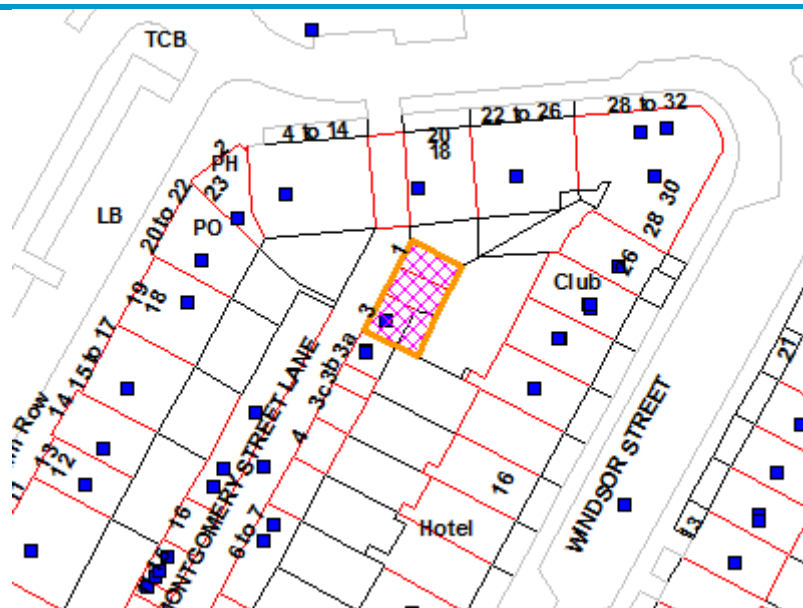 TCB
4 to 14
20
18
22 to 26
28 to 32
2
PH
23
20 to 22
LB
PO
1
30
28
26
Club
19
18
3
15 to 17
14
3a
3b
3c
21
MONTGOMERY STREET LANE
WINDSOR STREET
13
12
11
4
16
16
6 to 7
Hotel
13